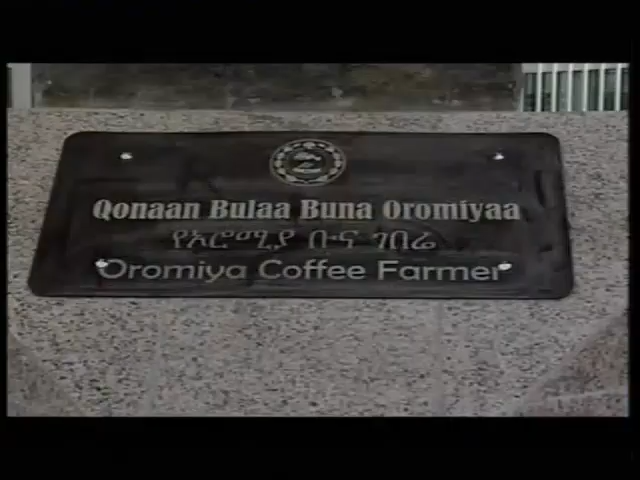 Qonaan Bulaa Buna Oromiyaa
የኦሮሚያ ቡና ገበሬ
Oromiya Coffee Farmer